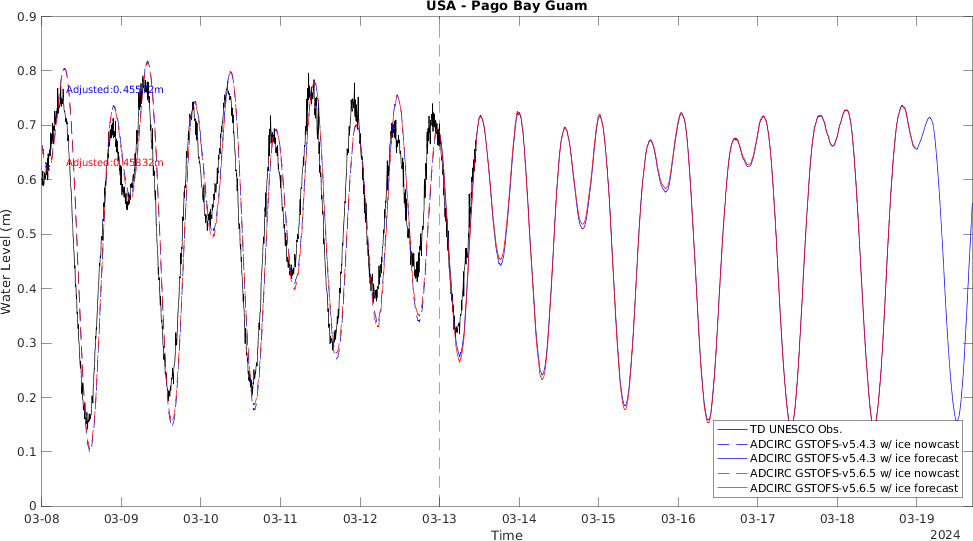 USA - Pago Bay Guam
0.9
0.8
0.7
0.6
0.5
0.4
0.3
0.2
0.1
0
Water Level (m)
Adjusted:0.45
Adjusted:0.45332m
TD UNESCO Obs.
ADCIRC GSTOFS-v5.4.3 w/ ice nowcast
ADCIRC GSTOFS-v5.4.3 w/ ice forecast
ADCIRC GSTOFS-v5.6.5 w/ ice nowcast
ADCIRC GSTOFS-v5.6.5 w/ ice forecast
03-08 03-09 03-10 03-11 03-12 03-13 03-14 03-15 03-16 03-17 03-18 03-19
Time
2024